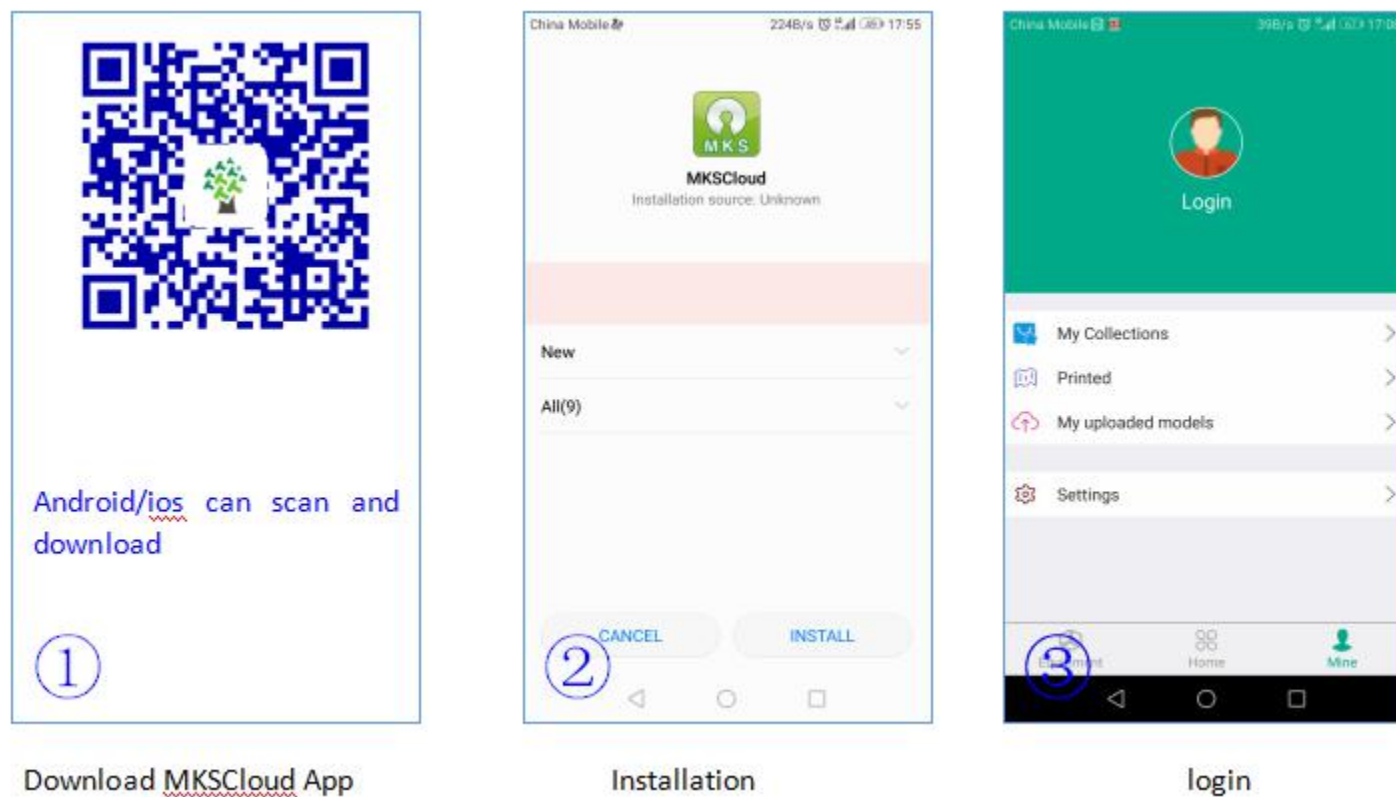 Android/ios can scan and
download
①
Download MKSCloud App
China Mobile 224B/s 17:55
MKS
MKSCloud
Installation source: Unknown
New
All(9)
CANCEL INSTALL
②
Installation
China Mobile 39B/s
Login
My Collections
Printed
My uploaded models
Settings
Home Mine
③
login